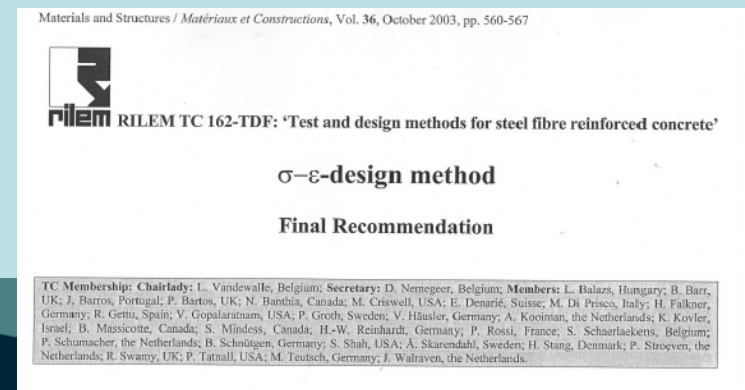 Materials and Structures / Matériaux et Constructions, Vol. 36, October 2003, pp. 560-567
rilem RILEM TC 162-TDF: ‘Test and design methods for steel fibre reinforced concrete’
σ–ε-design method
Final Recommendation
TC Membership: Chairlady: L. Vandewalle, Belgium; Secretary: D. Nemegeer, Belgium; Members: L. Balazs, Hungary; B. Barr,
UK; J. Barros, Portugal; P. Bartos, UK; N. Banthia, Canada; M. Criswell, USA; E. Denarié, Suisse; M. Di Prisco, Italy; H. Falkner,
Germany; R. Gettu, Spain; V. Gopalaratnam, USA; P. Groth, Sweden; V. Häusler, Germany; A. Kooiman, the Netherlands; K. Kovler,
Israel; B. Massicotte, Canada; S. Mindess, Canada; H.-W. Reinhardt, Germany; P. Rossi, France; S. Schaerlaekens, Belgium;
P. Schumacher, the Netherlands; B. Schnütgen, Germany; S. Shah, USA; Å. Skarendahl, Sweden; H. Stang, Denmark; P. Stroeven, the
Netherlands; R. Swamy, UK; P. Tatnall, USA; M. Teutsch, Germany; J. Walraven, the Netherlands.